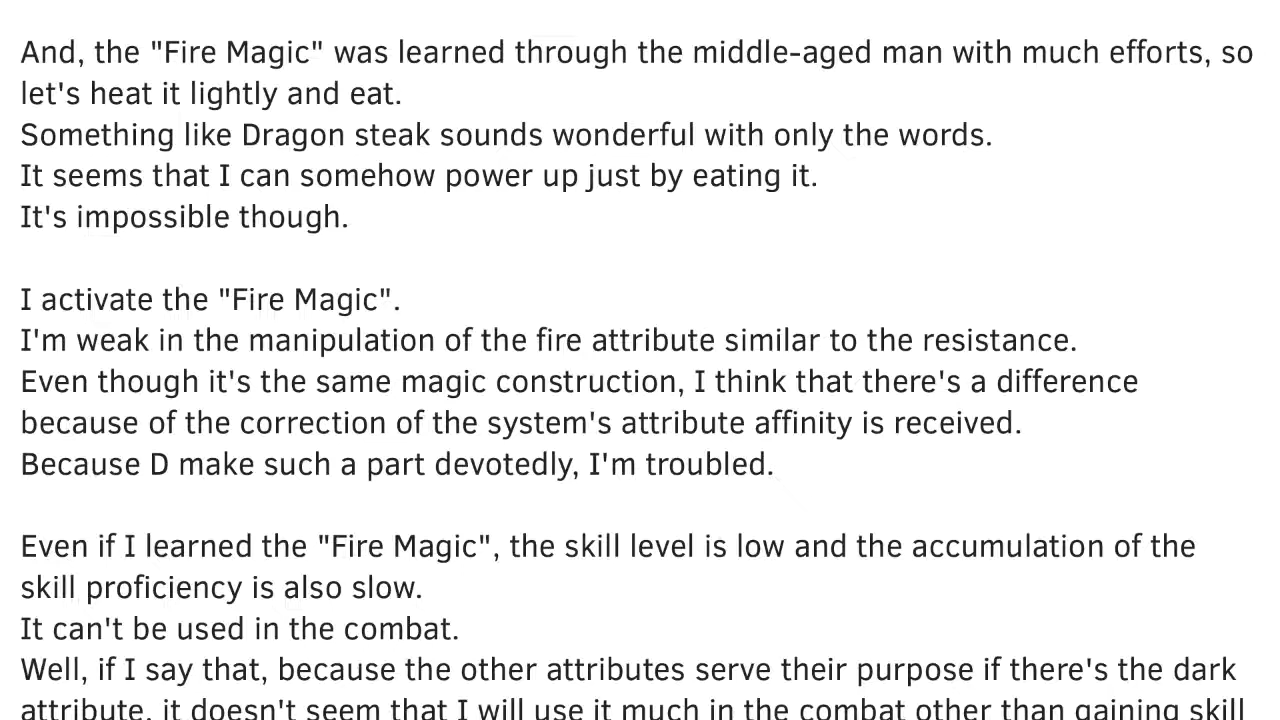 And, the "Fire Magic" was learned through the middle-aged man with much efforts, so
let's heat it lightly and eat.
Something like Dragon steak sounds wonderful with only the words.
It seems that I can somehow power up just by eating it.
It's impossible though.
I activate the "Fire Magic".
I'm weak in the manipulation of the fire attribute similar to the resistance.
Even though it's the same magic construction, I think that there's a difference
because of the correction of the system's attribute affinity is received.
Because D make such a part devotedly, I'm troubled.
Even if I learned the "Fire Magic", the skill level is low and the accumulation of the
skill proficiency is also slow.
It can't be used in the combat.
Well, if I say that, because the other attributes serve their purpose if there's the dark
attribute, it doesn't seem that I will use it much in the combat other than gaining skill